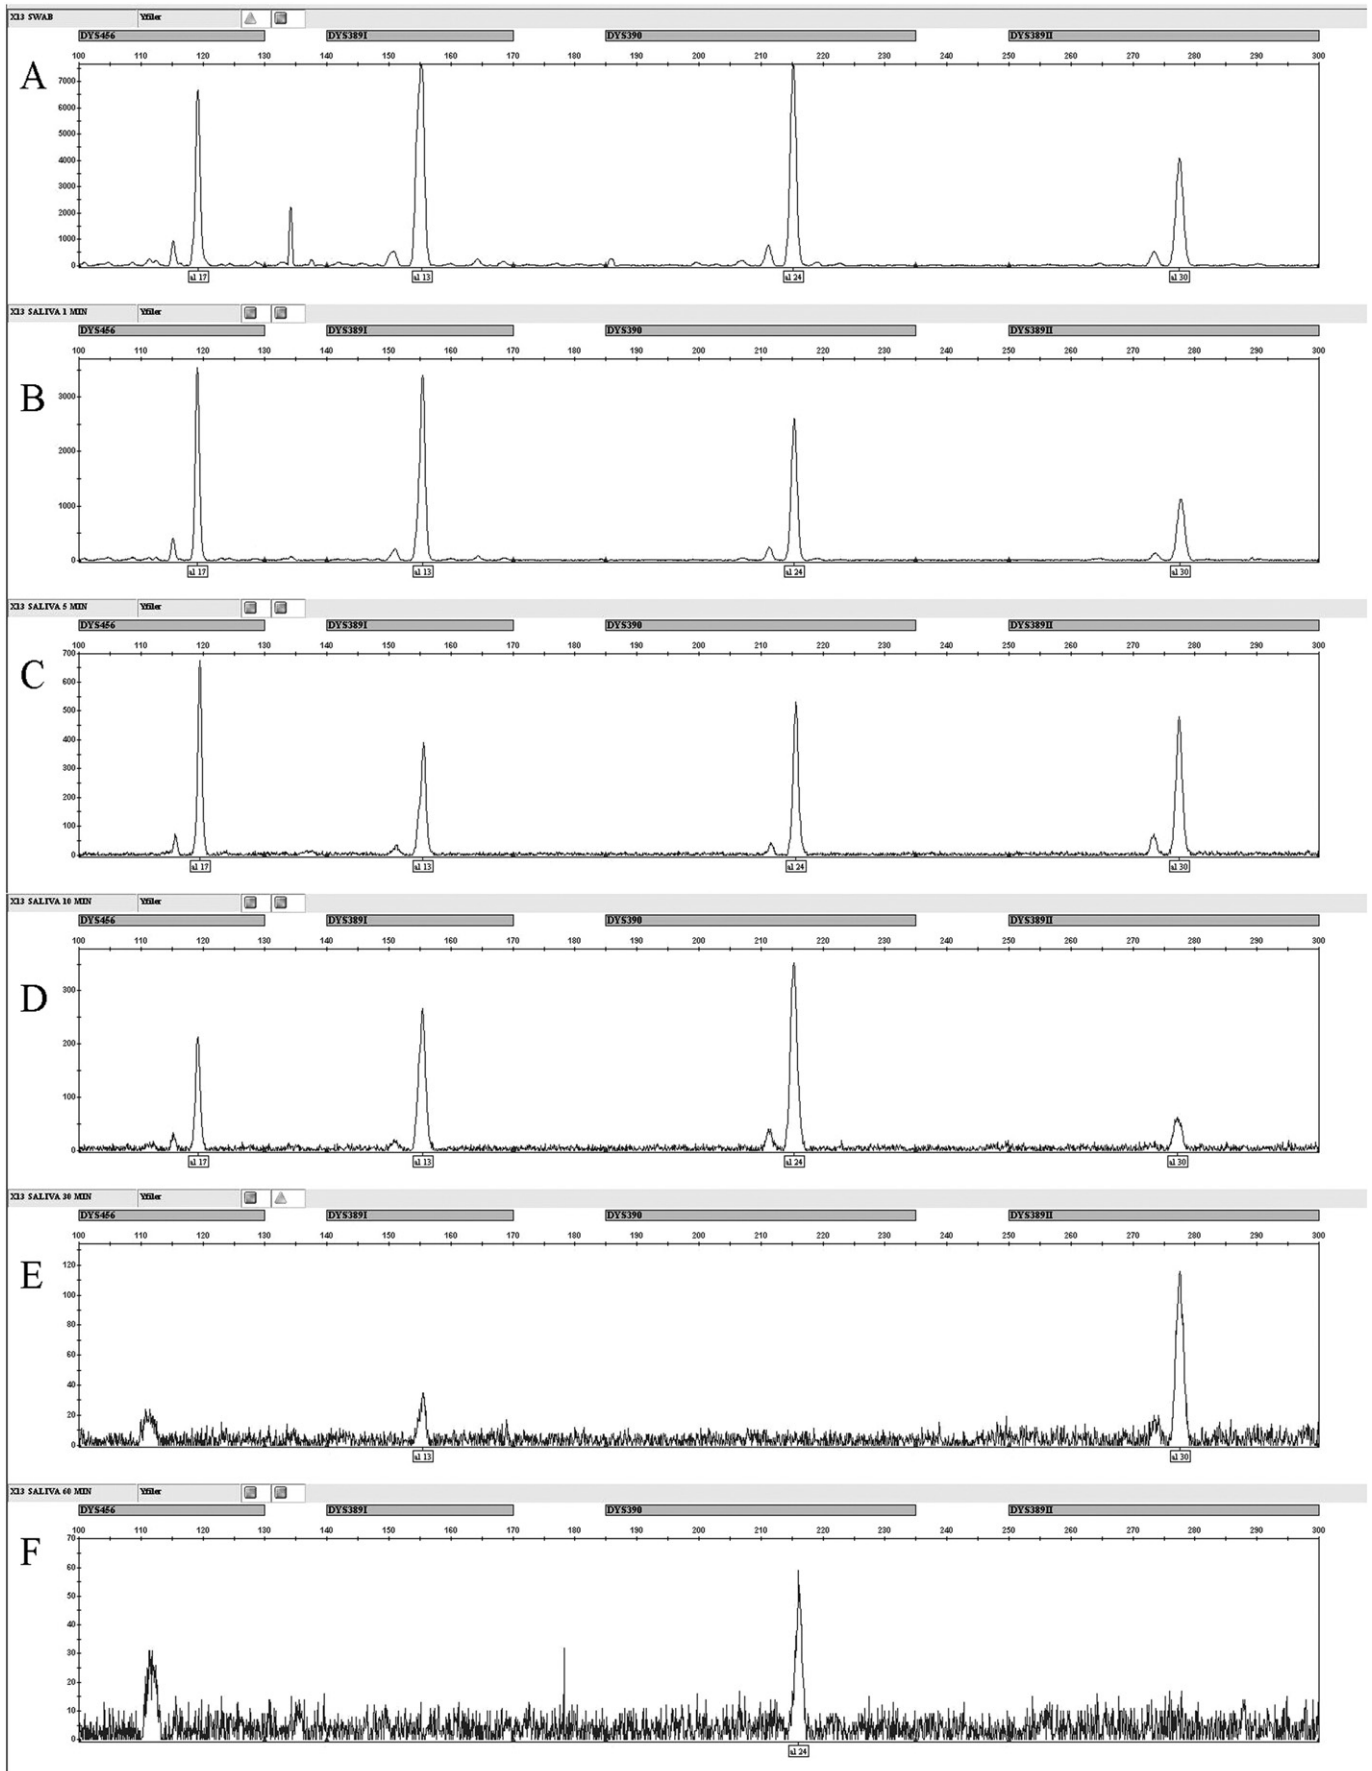 X13 SWAB Yfiler
DYS456 DYS389I DYS390 DYS389II
100 110 120 130 140 150 160 170 180 190 200 210 220 230 240 250 260 270 280 290 300
A
7000
6000
5000
4000
3000
2000
1000
0
al 17 al 13 al 24 al 30
X13 SALIVA 1 MIN Yfiler
DYS456 DYS389I DYS390 DYS389II
100 110 120 130 140 150 160 170 180 190 200 210 220 230 240 250 260 270 280 290 300
B
3000
2000
1000
0
al 17 al 13 al 24 al 30
X13 SALIVA 5 MIN Yfiler
DYS456 DYS389I DYS390 DYS389II
100 110 120 130 140 150 160 170 180 190 200 210 220 230 240 250 260 270 280 290 300
C
700
600
500
400
300
200
100
0
al 17 al 13 al 24 al 30
X13 SALIVA 10 MIN Yfiler
DYS456 DYS389I DYS390 DYS389II
100 110 120 130 140 150 160 170 180 190 200 210 220 230 240 250 260 270 280 290 300
D
300
200
100
0
al 17 al 13 al 24 al 30
X13 SALIVA 30 MIN Yfiler
DYS456 DYS389I DYS390 DYS389II
100 110 120 130 140 150 160 170 180 190 200 210 220 230 240 250 260 270 280 290 300
E
120
100
80
60
40
20
0
al 13 al 30
X13 SALIVA 60 MIN Yfiler
DYS456 DYS389I DYS390 DYS389II
100 110 120 130 140 150 160 170 180 190 200 210 220 230 240 250 260 270 280 290 300
F
70
60
50
40
30
20
10
0
al 24